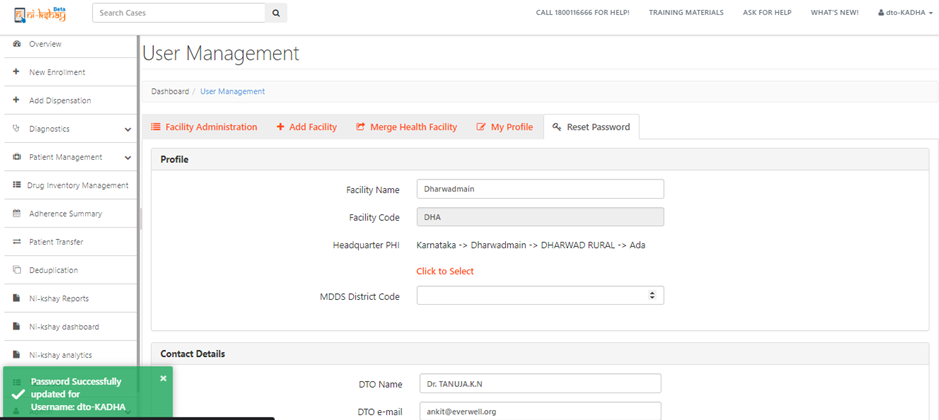 Beta
ni-kshay
Search Cases
CALL 1800116666 FOR HELP!
TRAINING MATERIALS
ASK FOR HELP
WHAT'S NEW!
dto-KADHA
Overview
New Enrollment
Add Dispensation
Diagnostics
Patient Management
Drug Inventory Management
Adherence Summary
Patient Transfer
Deduplication
Ni-kshay Reports
Ni-kshay dashboard
Ni-kshay analytics
User Management
Dashboard / User Management
Facility Administration
Add Facility
Merge Health Facility
My Profile
Reset Password
Profile
Facility Name Dharwadmain
Facility Code DHA
Headquarter PHI Karnataka -> Dharwadmain -> DHARWAD RURAL -> Ada
Click to Select
MDDS District Code
Contact Details
DTO Name Dr. TANUJA.K.N
DTO e-mail ankit@everwell.org
Password Successfully
updated for
Username: dto-KADHA